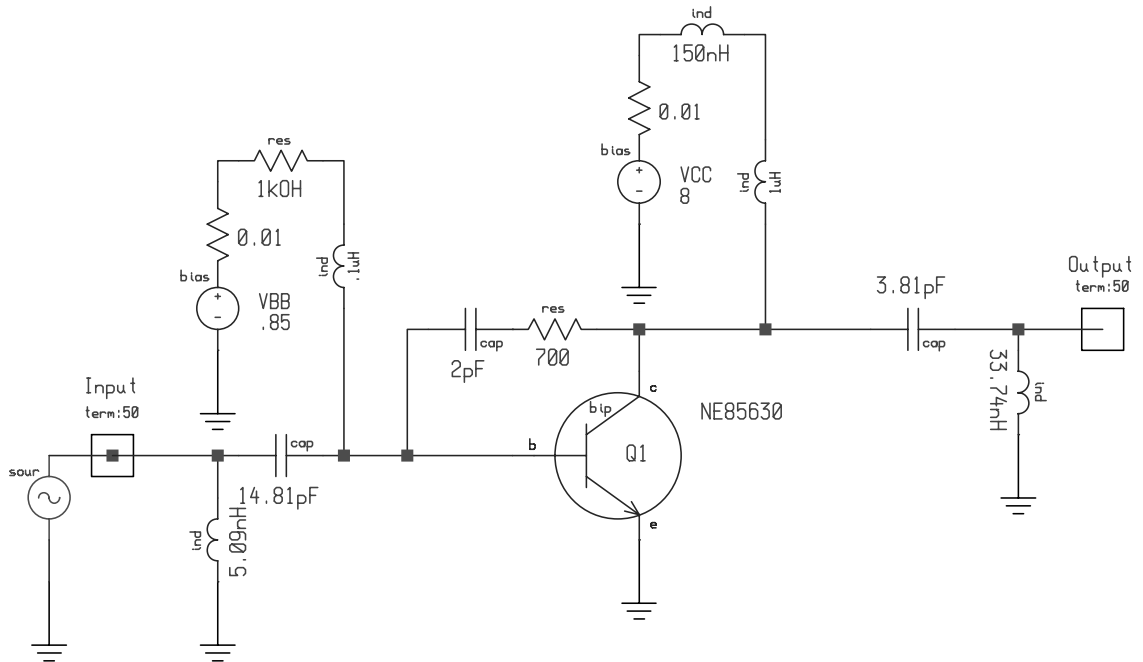 ind
150nH
0.01
bias
+
-
VCC
8
ind
1uH
res
1kOH
0.01
bias
+
-
VBB
.85
ind
.1uH
Output
term:50
3.81pF
cap
res
700
cap
2pF
33.74nH
ind
c
bip
NE85630
b
Q1
e
Input
term:50
sour
cap
14.81pF
ind
5.09nH